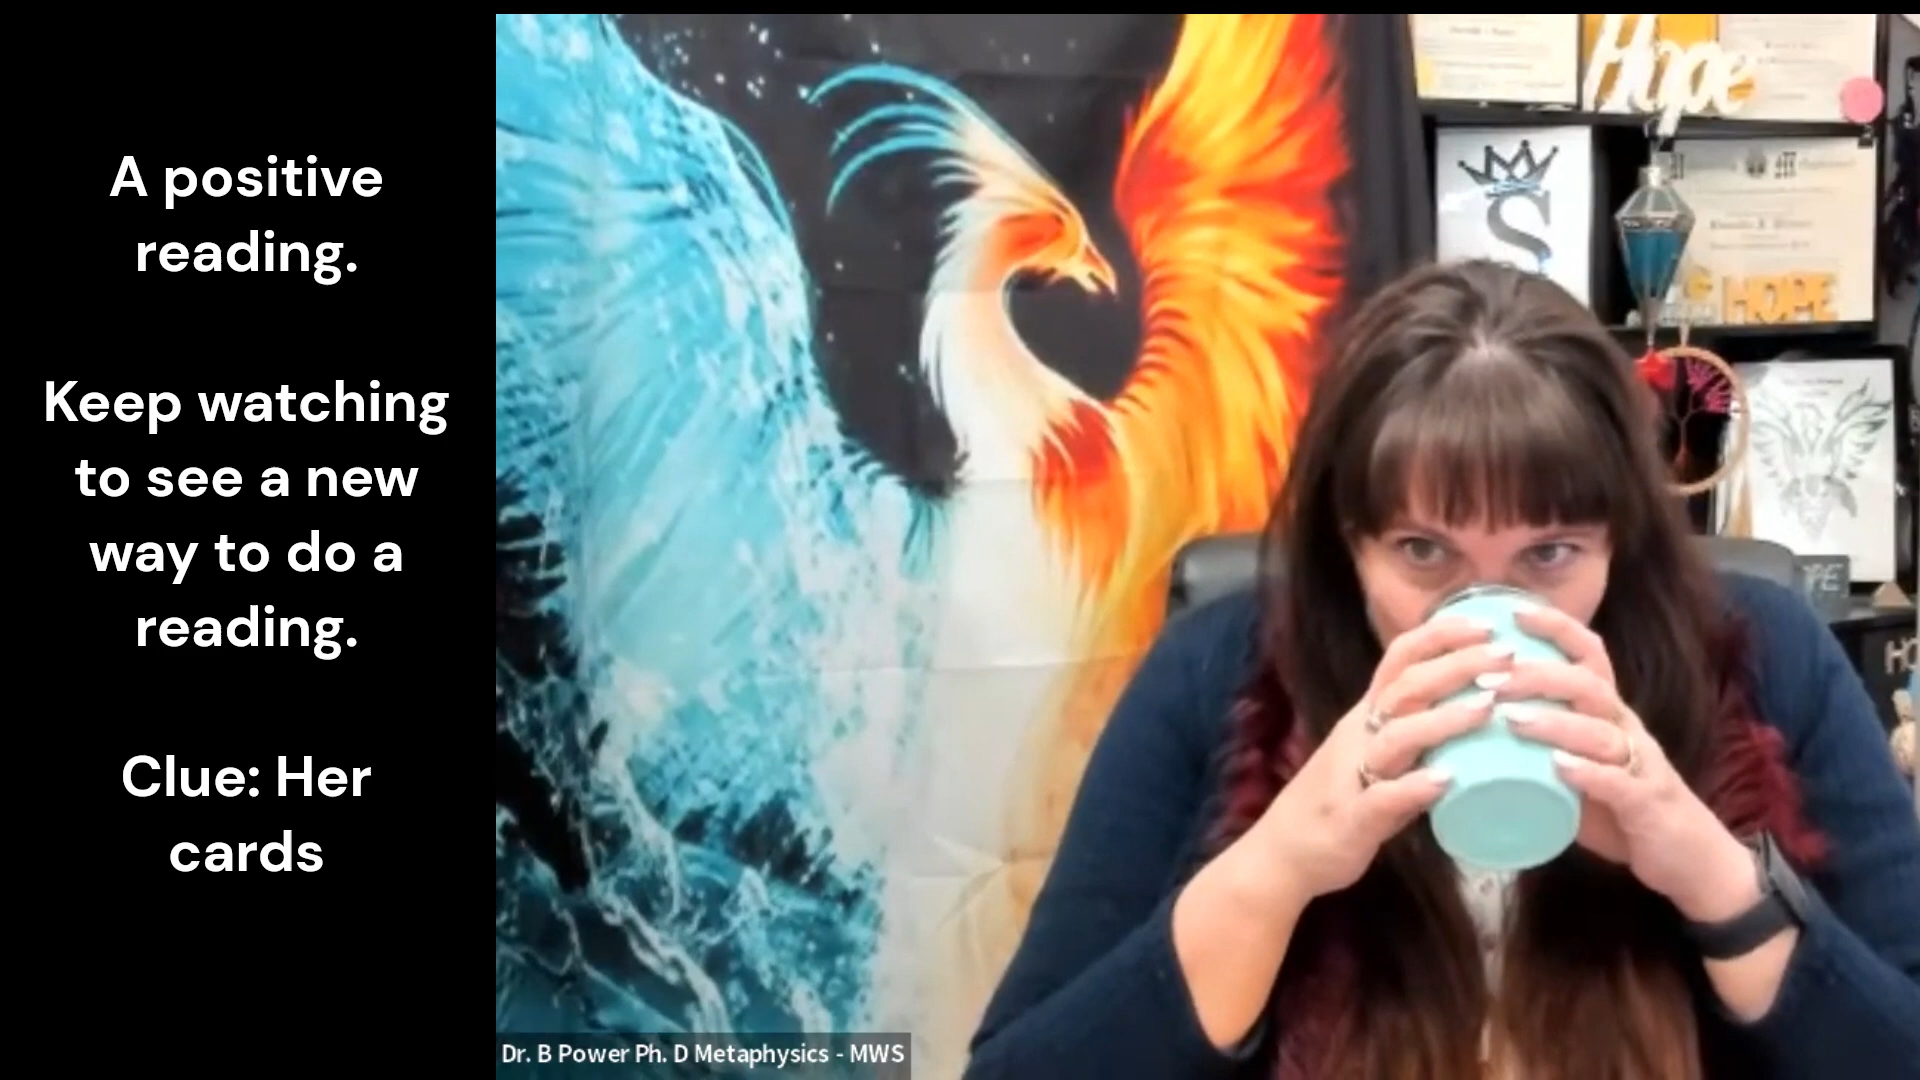 A positive
reading.
Keep watching
to see a new
way to do a
reading.
Clue: Her
cards
Hope
S
HOPE
Dr. B Power Ph. D Metaphysics - MWS